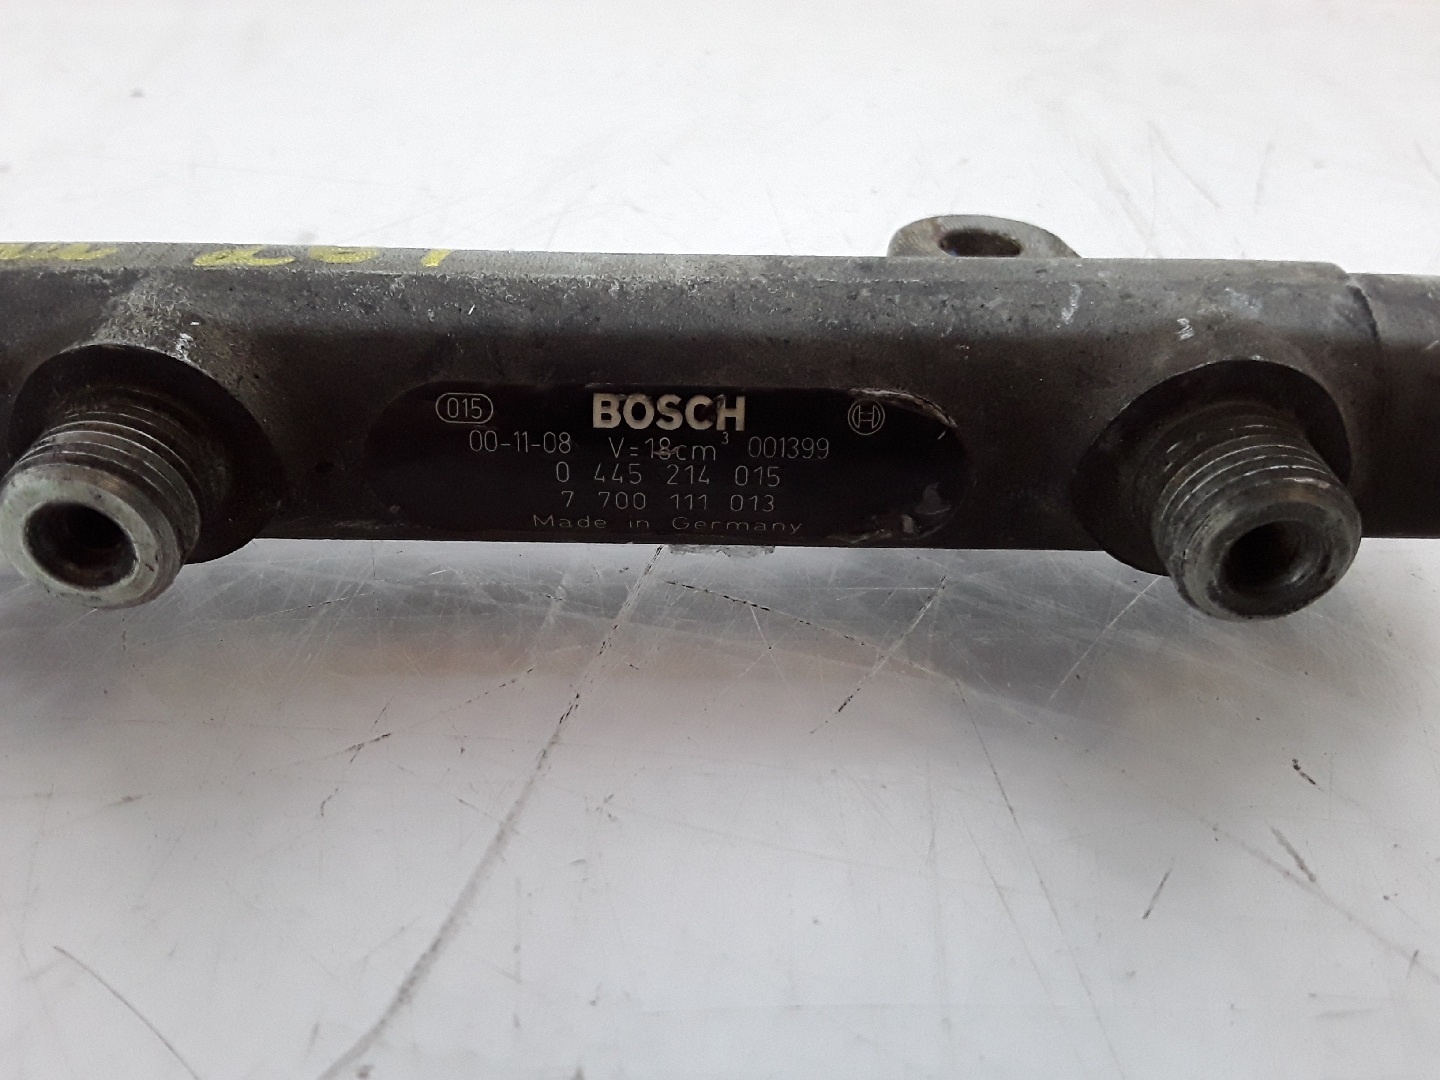 015 BOSCH
00-11-08 V=18cm³ 001399
0 445 214 015
7 700 111 013
Made in Germany